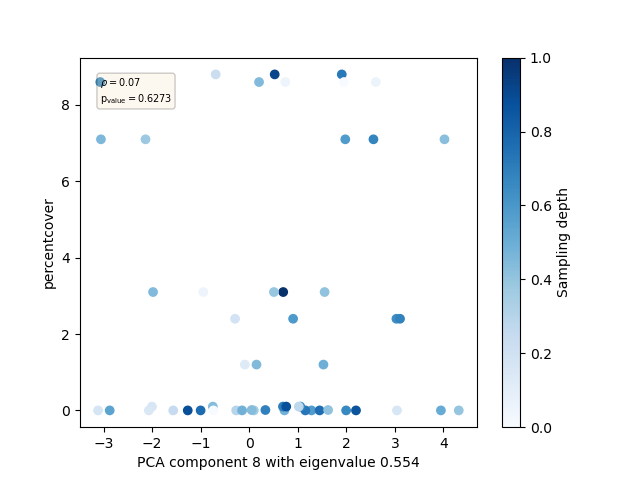 ρ = 0.07
p_value = 0.6273
percentcover
8
6
4
2
0
−3 −2 −1 0 1 2 3 4
PCA component 8 with eigenvalue 0.554
1.0
0.8
0.6
0.4
0.2
0.0
Sampling depth